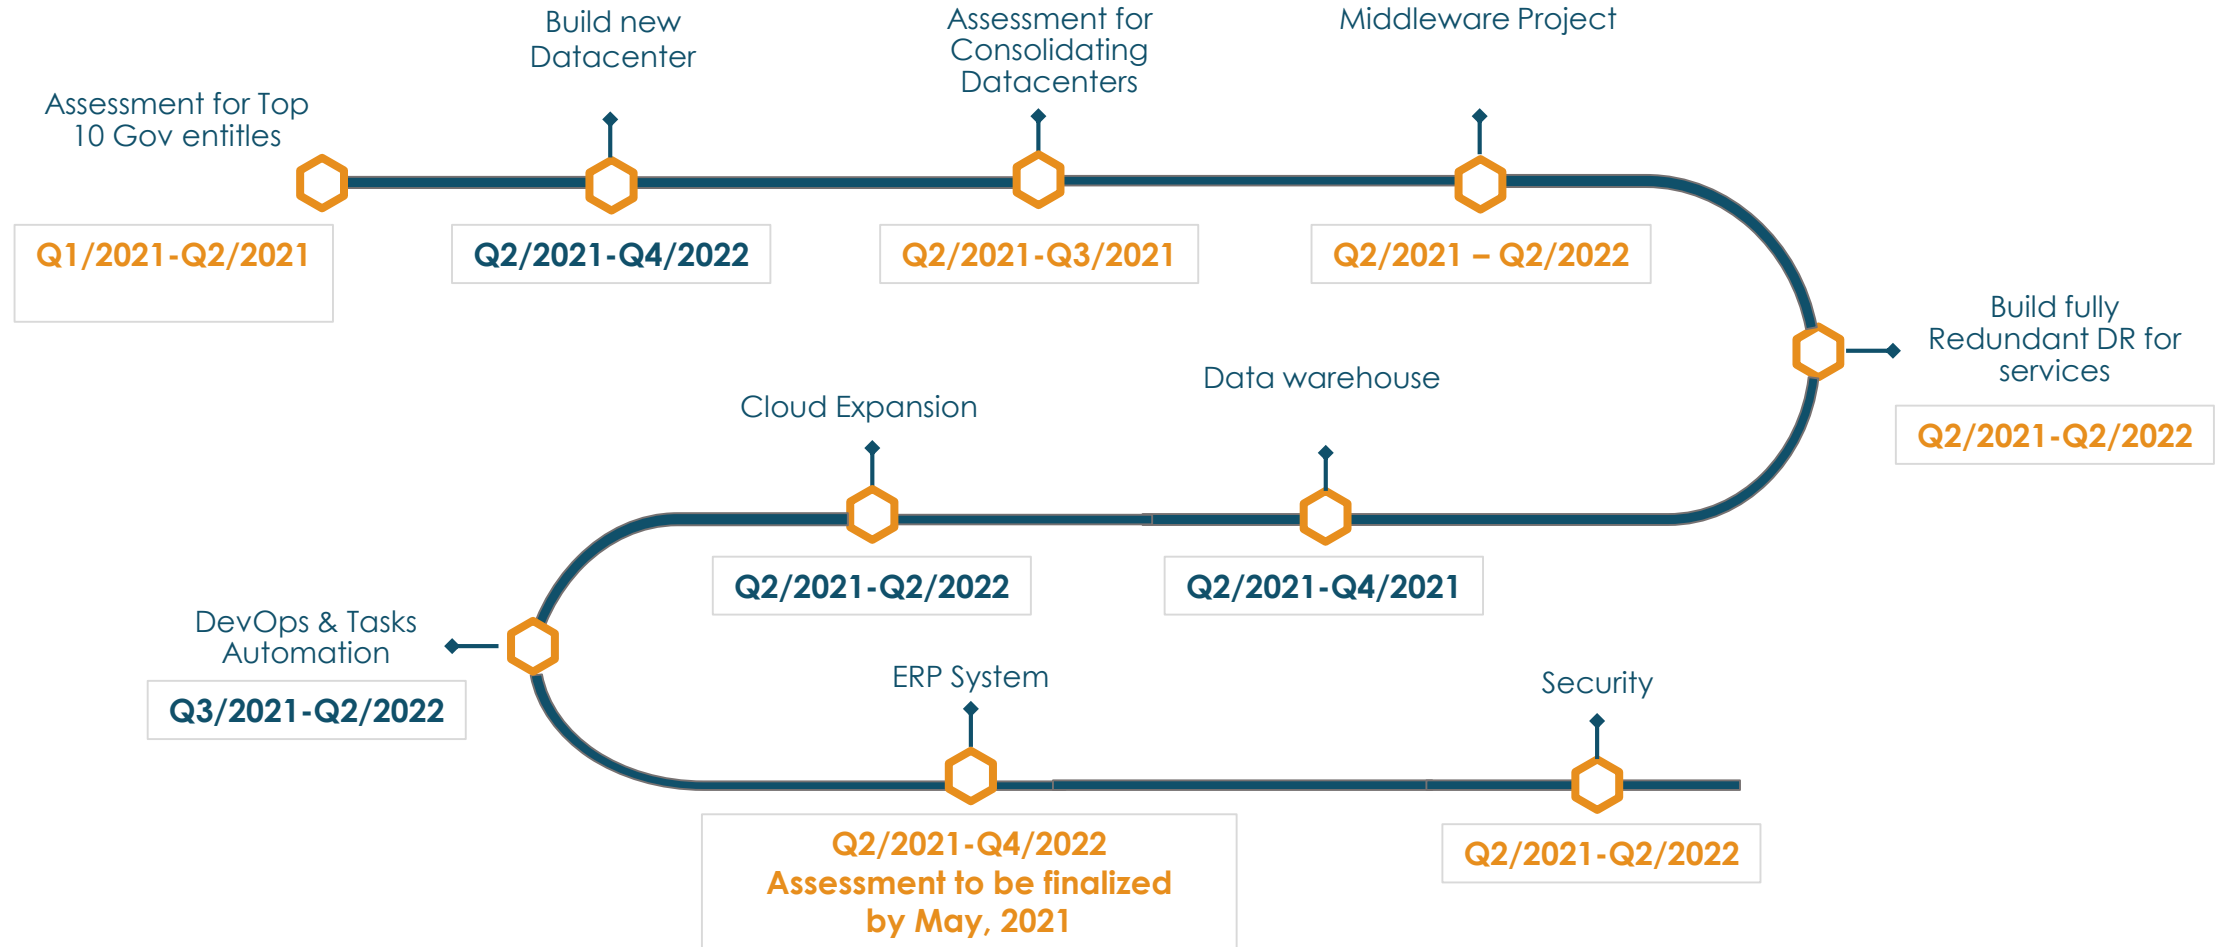 Assessment for Top
10 Gov entitles
Q1/2021-Q2/2021
Build new
Datacenter
Q2/2021-Q4/2022
Assessment for
Consolidating
Datacenters
Q2/2021-Q3/2021
Middleware Project
Q2/2021 – Q2/2022
Build fully
Redundant DR for
services
Q2/2021-Q2/2022
Data warehouse
Q2/2021-Q4/2021
Cloud Expansion
Q2/2021-Q2/2022
DevOps & Tasks
Automation
Q3/2021-Q2/2022
ERP System
Q2/2021-Q4/2022
Assessment to be finalized
by May, 2021
Security
Q2/2021-Q2/2022